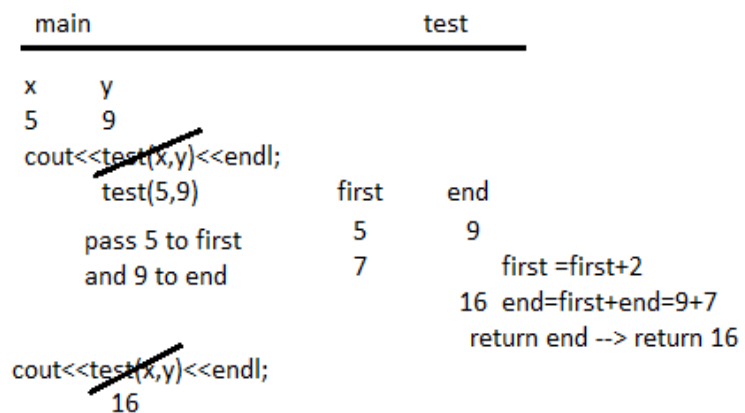 main test
x y
5 9
cout<<test(x,y)<<endl;
test(5,9) first end
pass 5 to first 5 9
and 9 to end 7 first =first+2
16 end=first+end=9+7
return end --> return 16
cout<<test(x,y)<<endl;
16